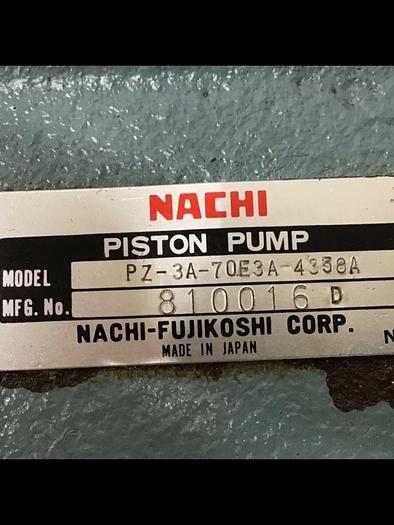 NACHI
PISTON PUMP
MODEL PZ-3A-70E3A-4358A
MFG. No. 810016 D
NACHI-FUJIKOSHI CORP.
MADE IN JAPAN
N